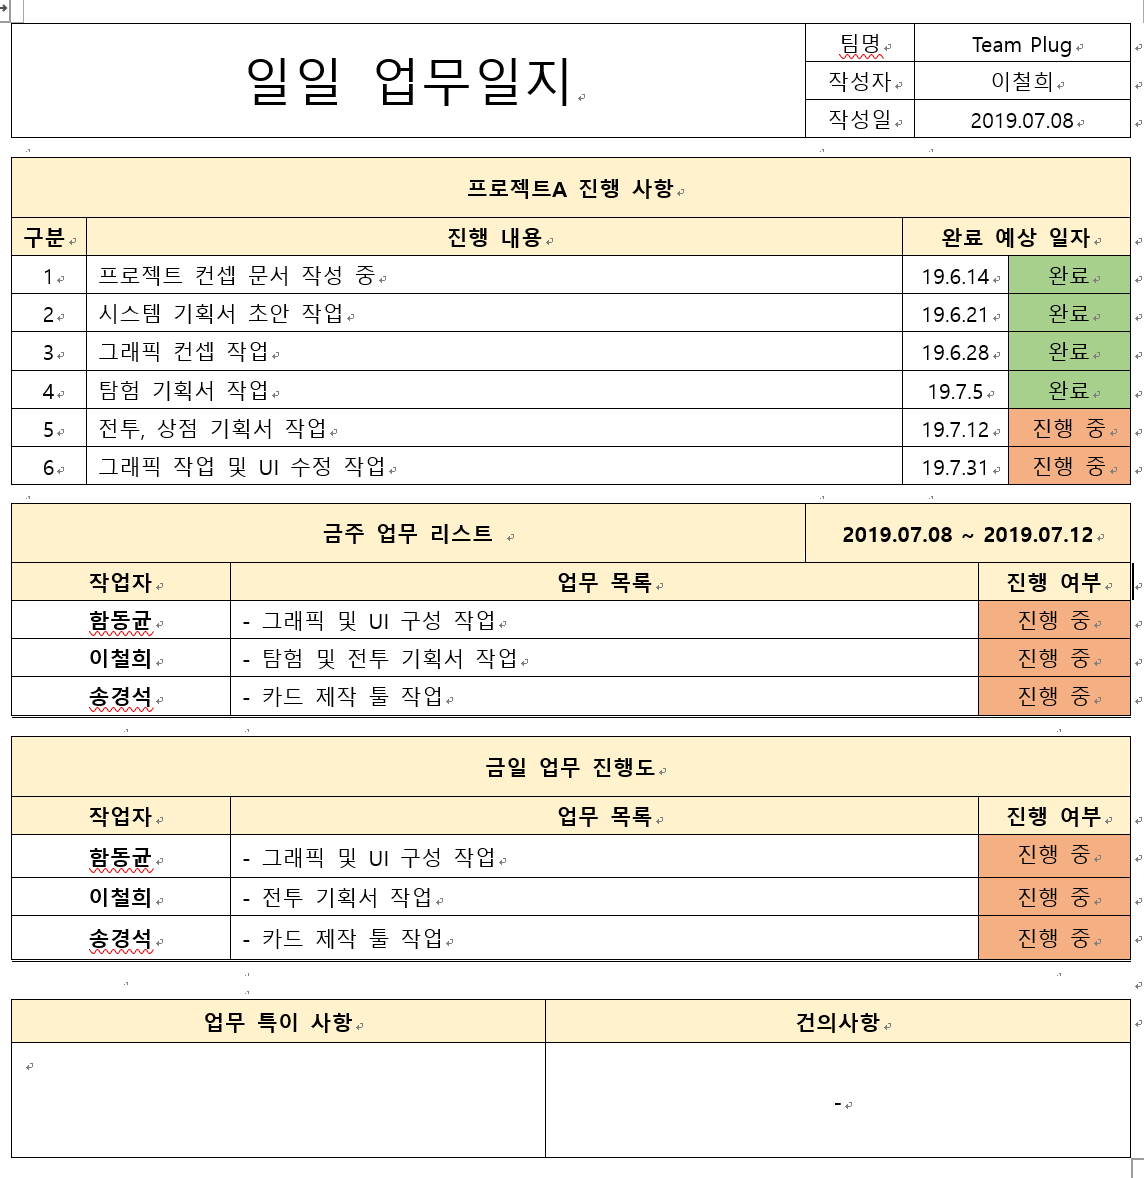 일일 업무일지
팀명 Team Plug
작성자 이철희
작성일 2019.07.08
프로젝트A 진행 사항
구분 진행 내용 완료 예상 일자
1 프로젝트 컨셉 문서 작성 중 19.6.14 완료
2 시스템 기획서 초안 작업 19.6.21 완료
3 그래픽 컨셉 작업 19.6.28 완료
4 탐험 기획서 작업 19.7.5 완료
5 전투, 상점 기획서 작업 19.7.12 진행 중
6 그래픽 작업 및 UI 수정 작업 19.7.31 진행 중
금주 업무 리스트 2019.07.08 ~ 2019.07.12
작업자 업무 목록 진행 여부
함동균 - 그래픽 및 UI 구성 작업 진행 중
이철희 - 탐험 및 전투 기획서 작업 진행 중
송경석 - 카드 제작 툴 작업 진행 중
금일 업무 진행도
작업자 업무 목록 진행 여부
함동균 - 그래픽 및 UI 구성 작업 진행 중
이철희 - 전투 기획서 작업 진행 중
송경석 - 카드 제작 툴 작업 진행 중
업무 특이 사항 건의사항
-